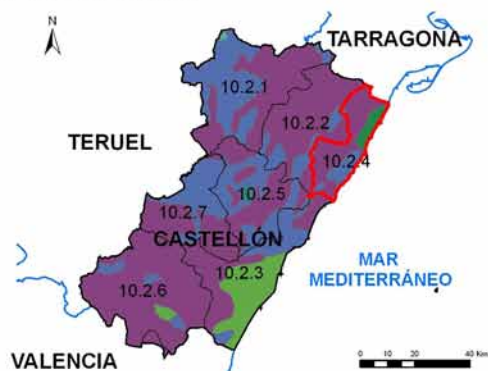 N
TARRAGONA
10.2.1
10.2.2
TERUEL
10.2.4
10.2.5
10.2.7
CASTELLÓN
10.2.3
MAR
MEDITERRÁNEO
10.2.6
VALENCIA
0 10 20 40 Km